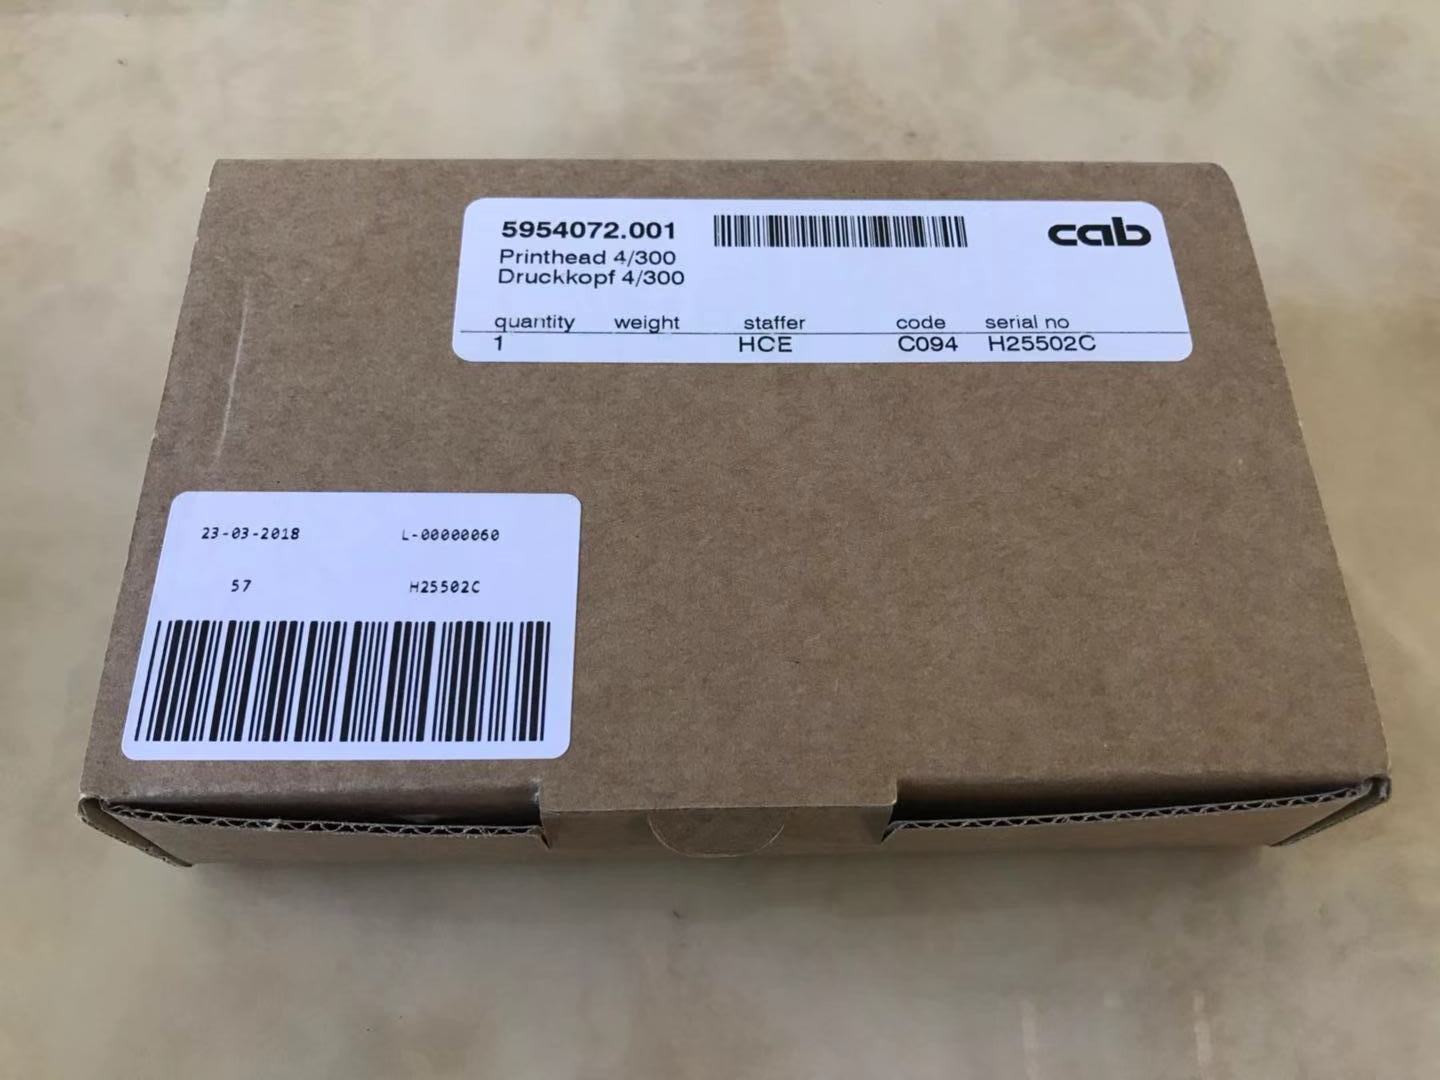 5954072.001
cab
Printhead 4/300
Druckkopf 4/300
quantity weight staffer code serial no
1 HCE C094 H25502C
23-03-2018 L-00000060
57 H25502C